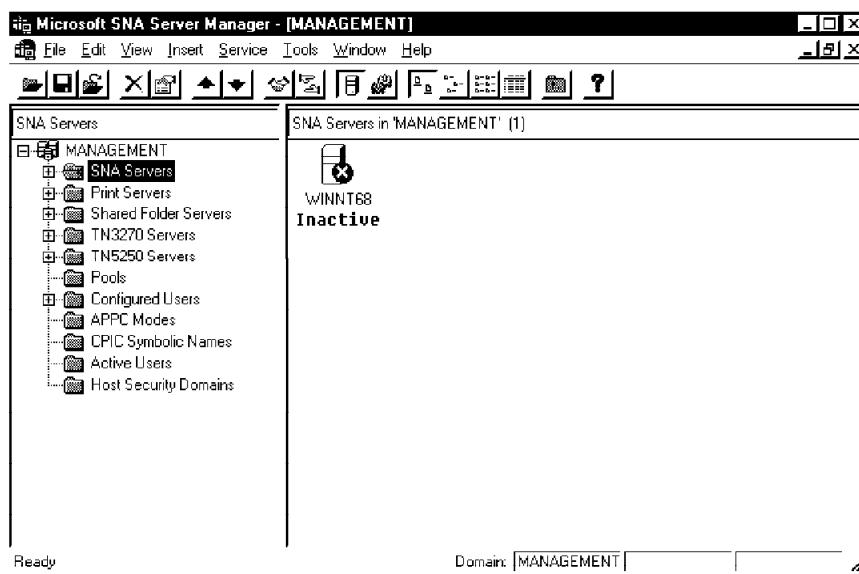 Microsoft SNA Server Manager - [MANAGEMENT]
File Edit View Insert Service Tools Window Help
SNA Servers
MANAGEMENT
SNA Servers
Print Servers
Shared Folder Servers
TN3270 Servers
TN5250 Servers
Pools
Configured Users
APPC Modes
CPIC Symbolic Names
Active Users
Host Security Domains
SNA Servers in 'MANAGEMENT' (1)
WINNT68
Inactive
Ready
Domain: MANAGEMENT